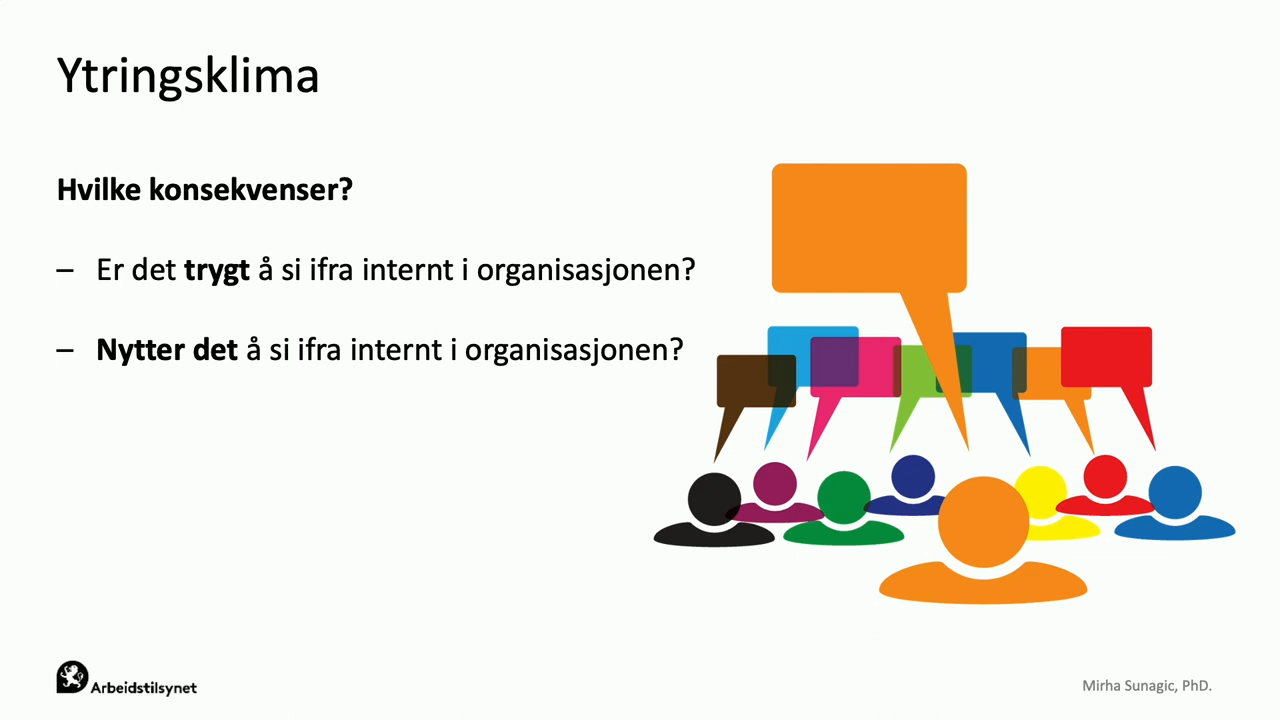 Ytringsklima
Hvilke konsekvenser?
– Er det trygt å si ifra internt i organisasjonen?
– Nytter det å si ifra internt i organisasjonen?
Arbeidstilsynet
Mirha Sunagic, PhD.